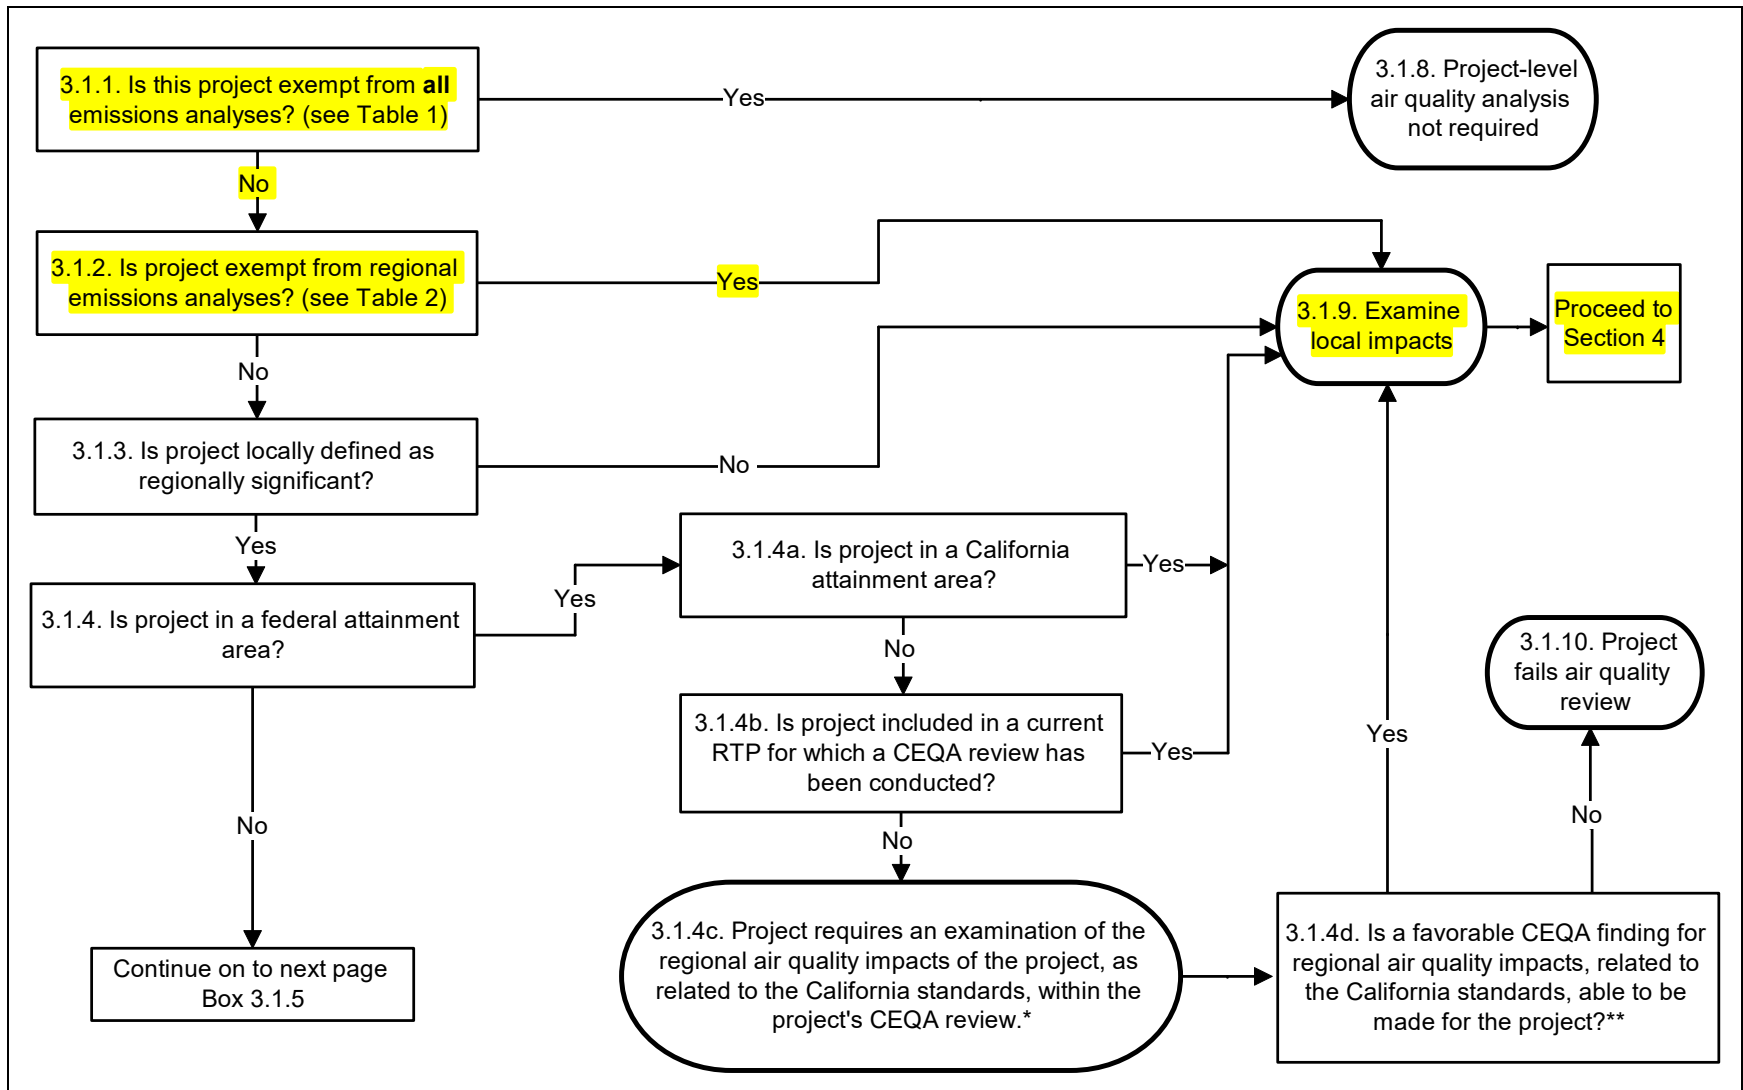 3.1.1. Is this project exempt from all
emissions analyses? (see Table 1)
Yes
3.1.8. Project-level
air quality analysis
not required
No
3.1.2. Is project exempt from regional
emissions analyses? (see Table 2)
Yes
3.1.9. Examine
local impacts
Proceed to
Section 4
No
3.1.3. Is project locally defined as
regionally significant?
No
Yes
3.1.4. Is project in a federal attainment
area?
Yes
3.1.4a. Is project in a California
attainment area?
Yes
No
3.1.4b. Is project included in a current
RTP for which a CEQA review has
been conducted?
Yes
No
3.1.4c. Project requires an examination of the
regional air quality impacts of the project, as
related to the California standards, within the
project's CEQA review.*
3.1.4d. Is a favorable CEQA finding for
regional air quality impacts, related to
the California standards, able to be
made for the project?**
Yes
No
3.1.10. Project
fails air quality
review
No
Continue on to next page
Box 3.1.5